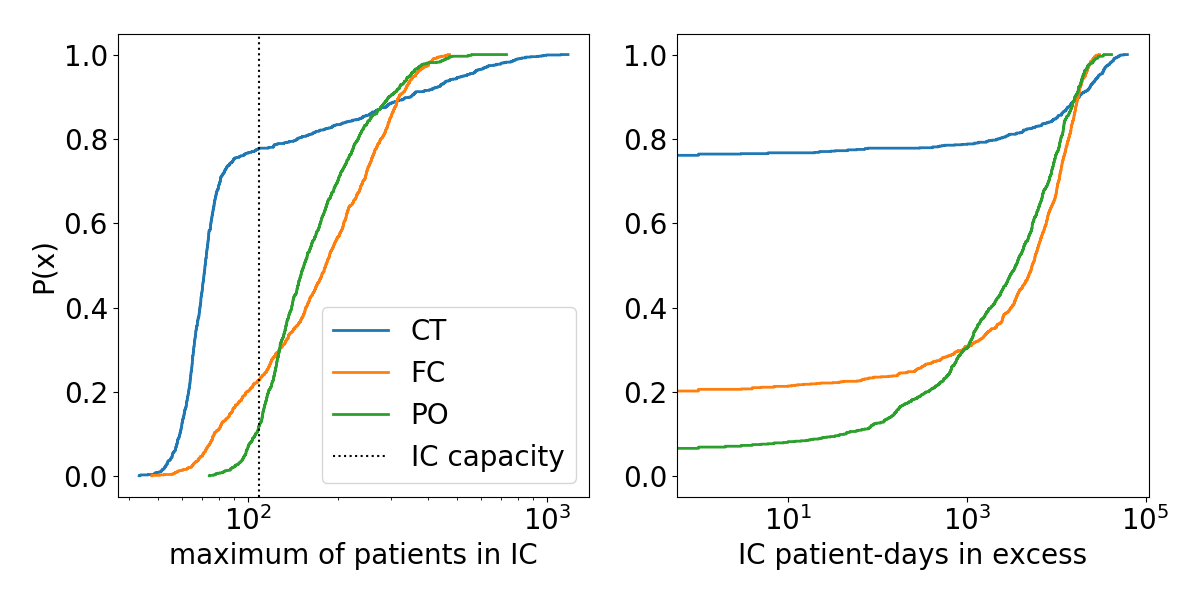 P(x)
1.0
0.8
0.6
0.4
0.2
0.0
CT
FC
PO
IC capacity
10²
10³
maximum of patients in IC
1.0
0.8
0.6
0.4
0.2
0.0
10¹
10³
10⁵
IC patient-days in excess